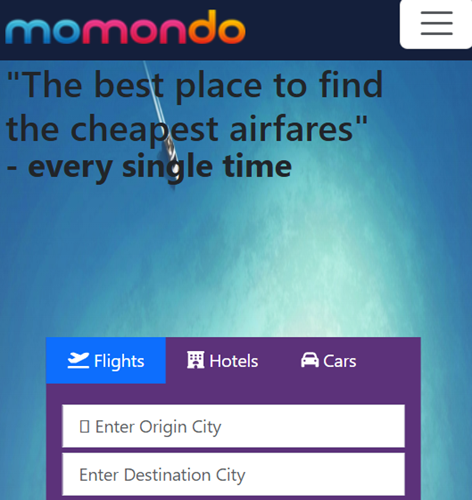 momondo
"The best place to find
the cheapest airfares"
- every single time
Flights Hotels Cars
Enter Origin City
Enter Destination City